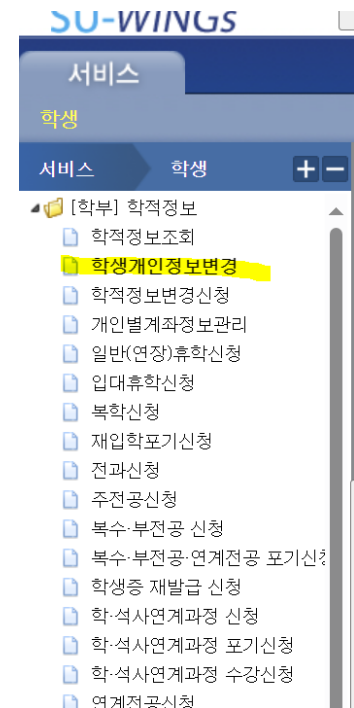 SU-WINGS
서비스
학생
서비스 학생
[학부] 학적정보
학적정보조회
학생개인정보변경
학적정보변경신청
개인별계좌정보관리
일반(연장)휴학신청
입대휴학신청
복학신청
재입학포기신청
전과신청
주전공신청
복수·부전공 신청
복수·부전공·연계전공 포기신청
학생증 재발급 신청
학·석사연계과정 신청
학·석사연계과정 포기신청
학·석사연계과정 수강신청
연계전공신청